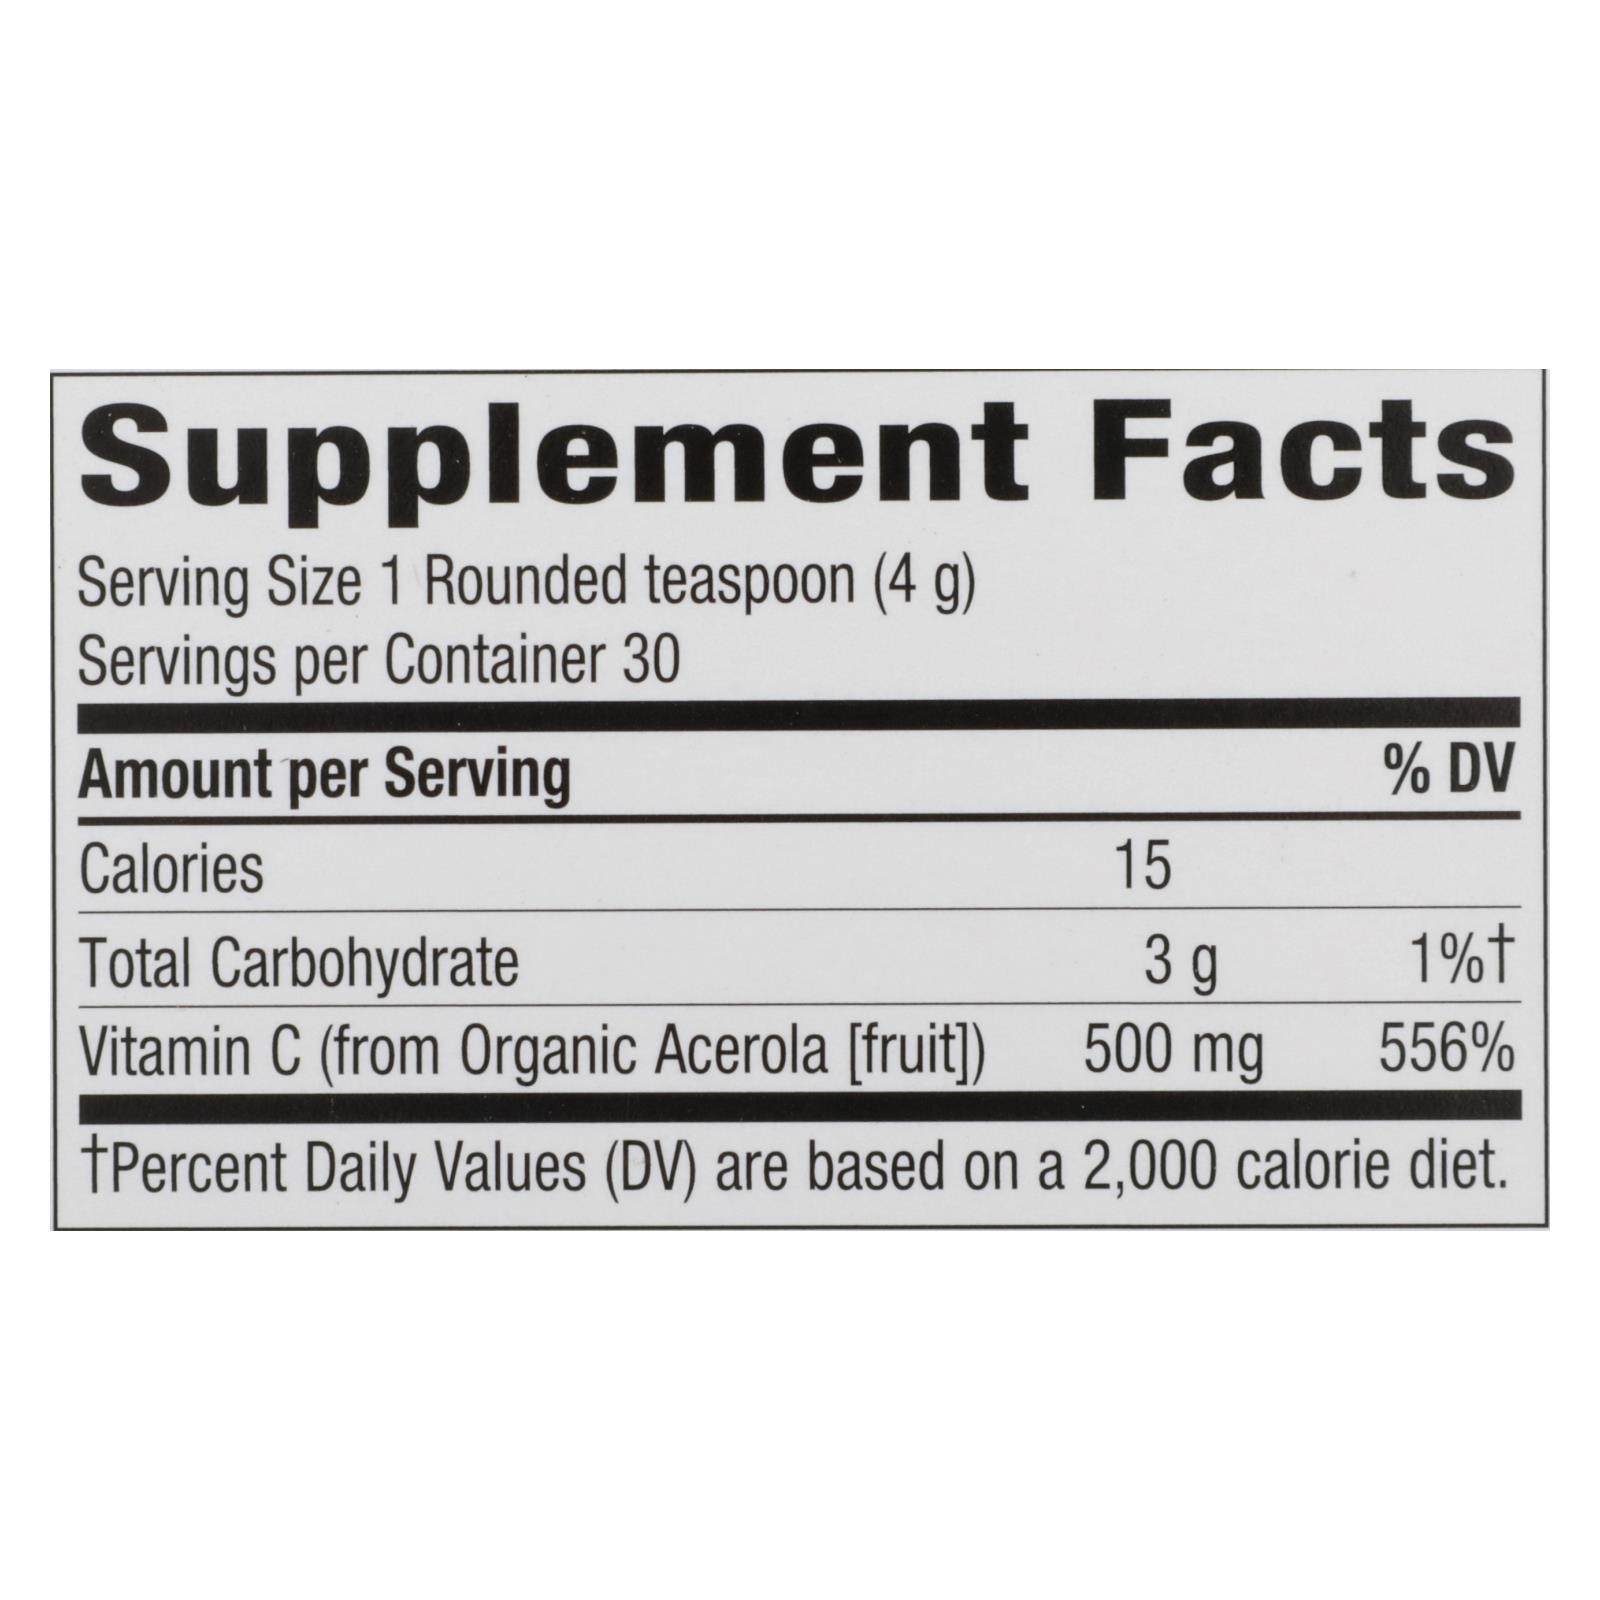 Supplement Facts
Serving Size 1 Rounded teaspoon (4 g)
Servings per Container 30
Amount per Serving % DV
Calories 15
Total Carbohydrate 3 g 1%†
Vitamin C (from Organic Acerola [fruit]) 500 mg 556%
†Percent Daily Values (DV) are based on a 2,000 calorie diet.